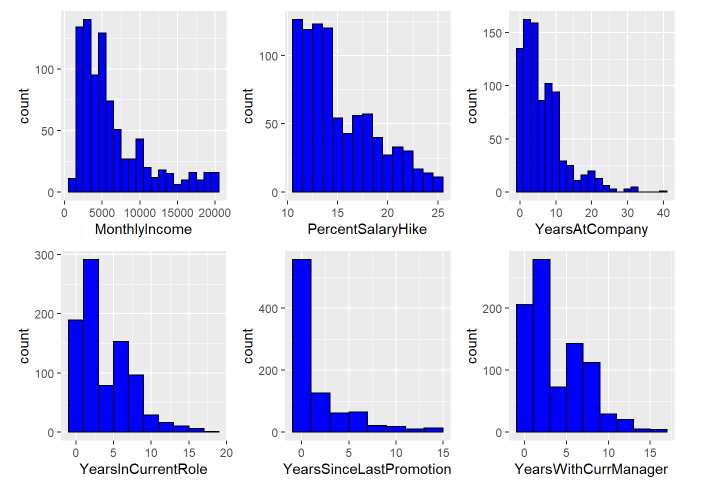 100
50
0
count
0 5000 10000 15000 20000
MonthlyIncome
100
50
0
count
10 15 20 25
PercentSalaryHike
150
100
50
0
count
0 10 20 30 40
YearsAtCompany
300
200
100
0
count
0 5 10 15 20
YearsInCurrentRole
400
200
0
count
0 5 10 15
YearsSinceLastPromotion
200
100
0
count
0 5 10 15
YearsWithCurrManager